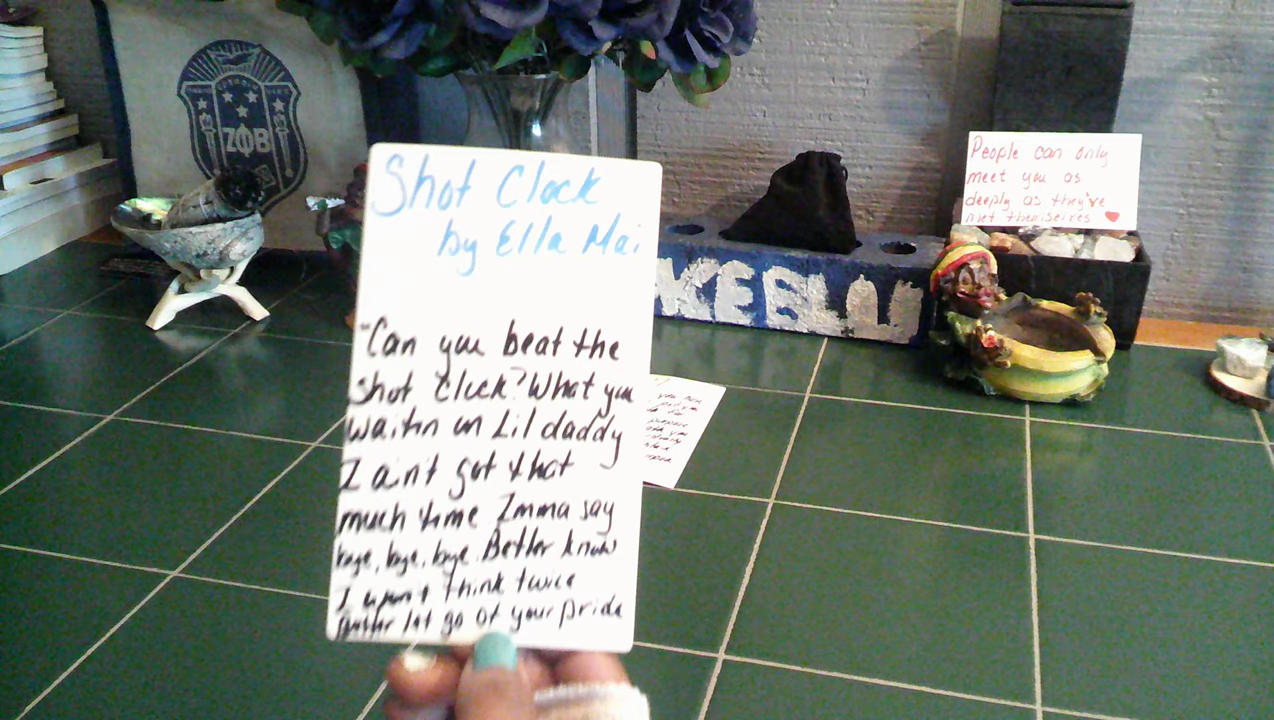 ZΦB
Shot Clock
by Ella Mai
"Can you beat the
shot Clock? What you
waitin on Lil daddy
I ain't got that
much time Imma say
bye, bye, bye. Better know
I won't think twice
Better let go of your pride
People can only
meet you as
deeply as they've
met themselves ♥